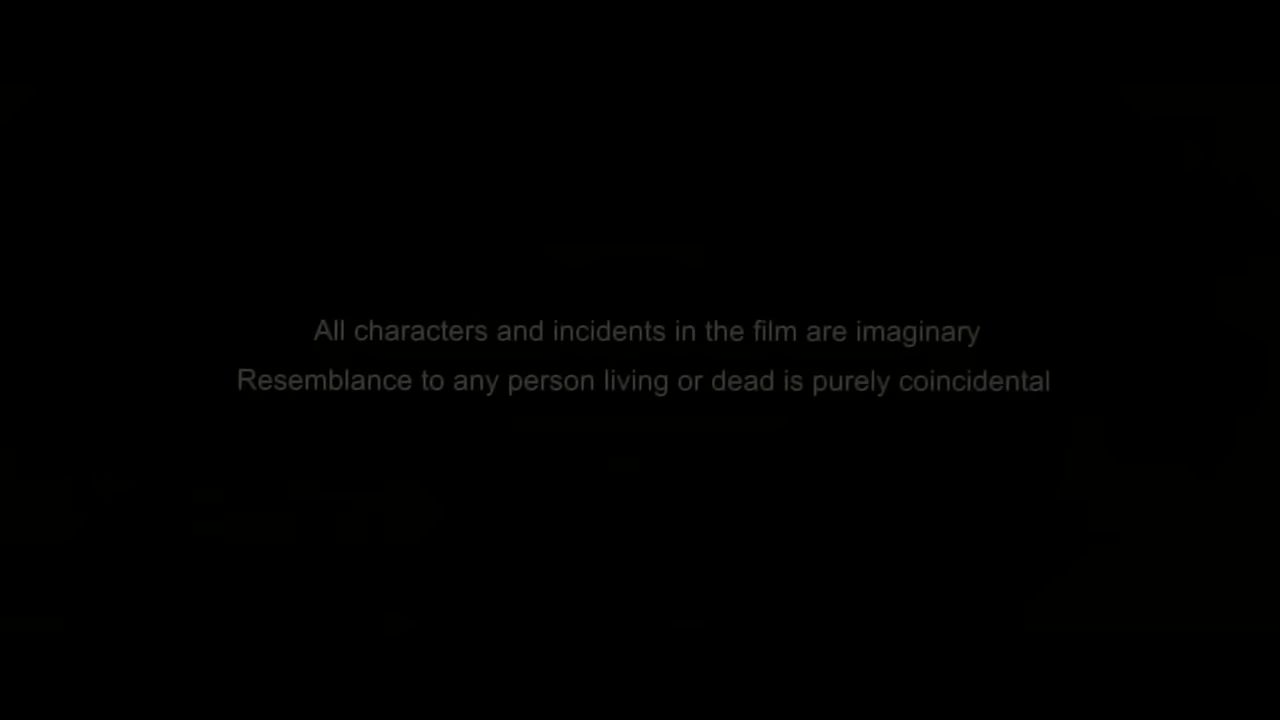 All characters and incidents in the film are imaginary
Resemblance to any person living or dead is purely coincidental